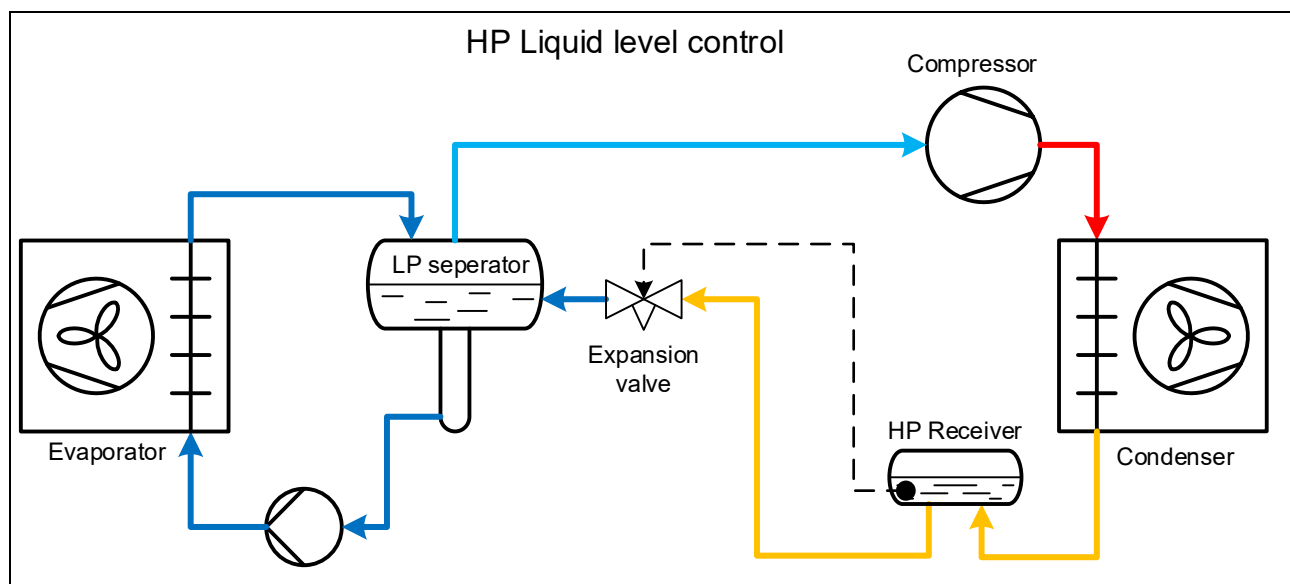 HP Liquid level control
Compressor
LP seperator
Expansion
valve
HP Receiver
Evaporator
Condenser